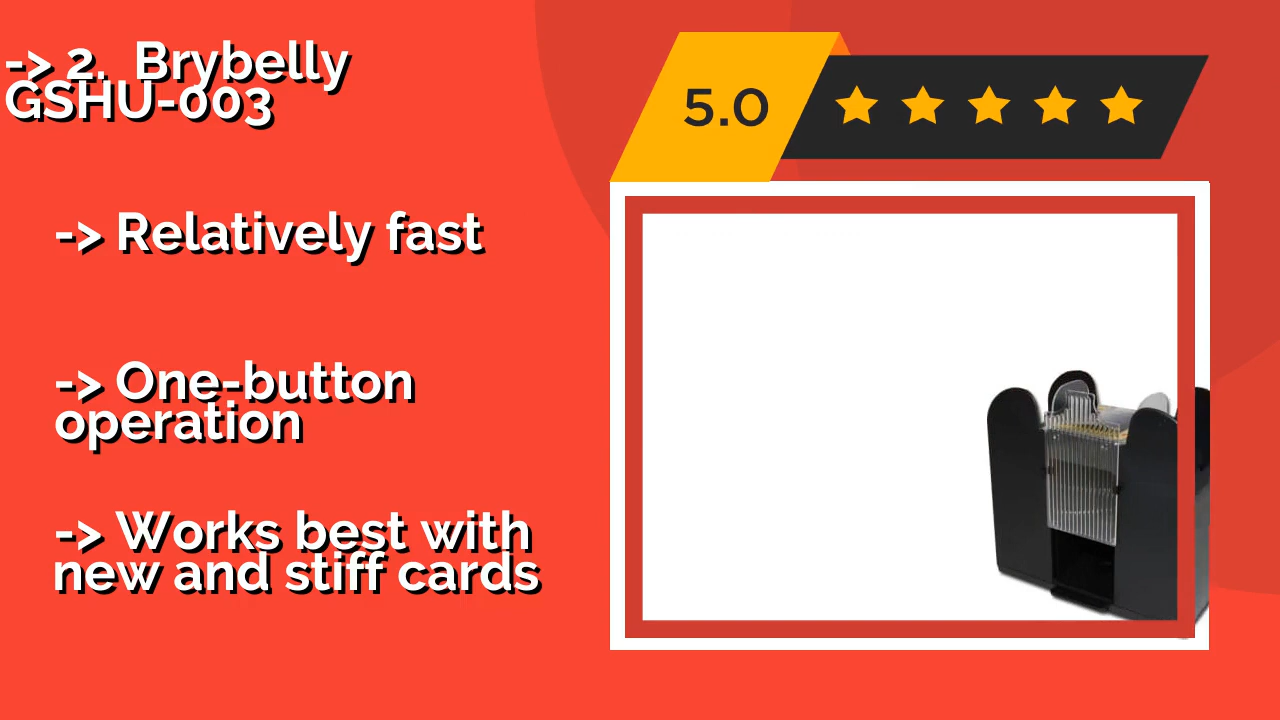 -> 2.  Brybelly
GSHU-003
5.0
-> Relatively fast
-> One-button
operation
-> Works best with
new and stiff cards